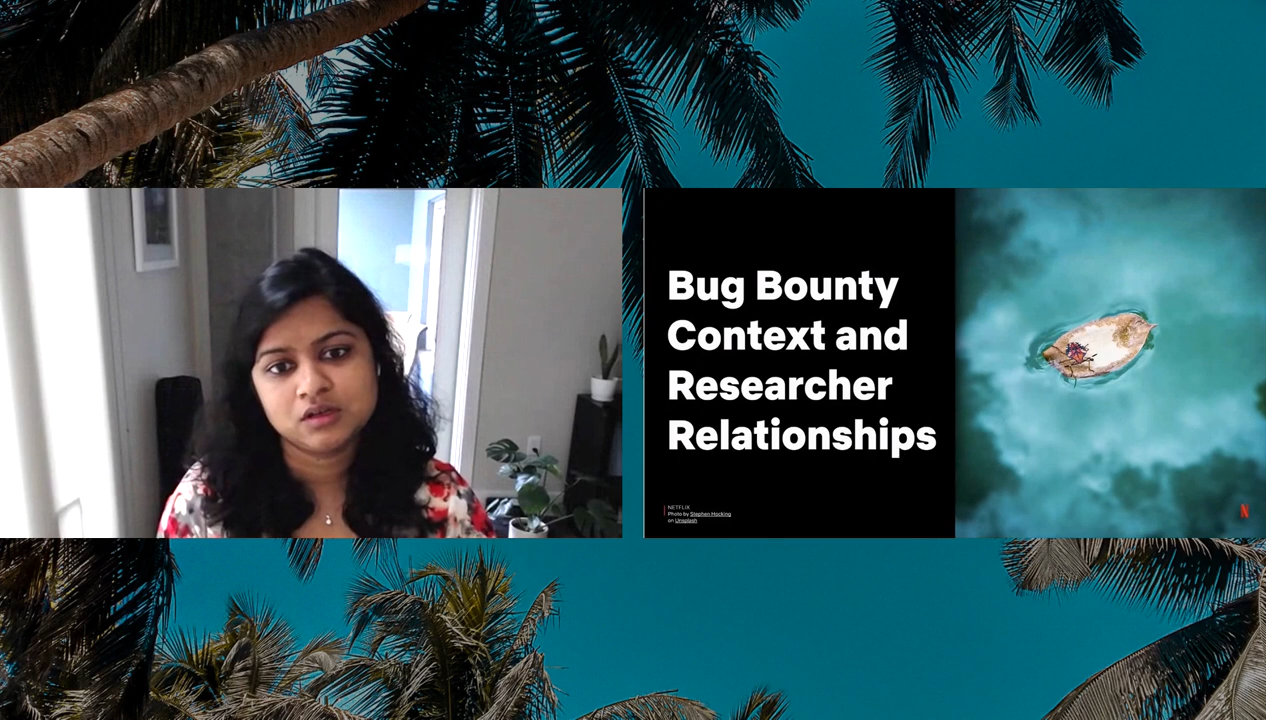 Bug Bounty
Context and
Researcher
Relationships
NETFLIX
Photo by Stephen Hocking
on Unsplash
N